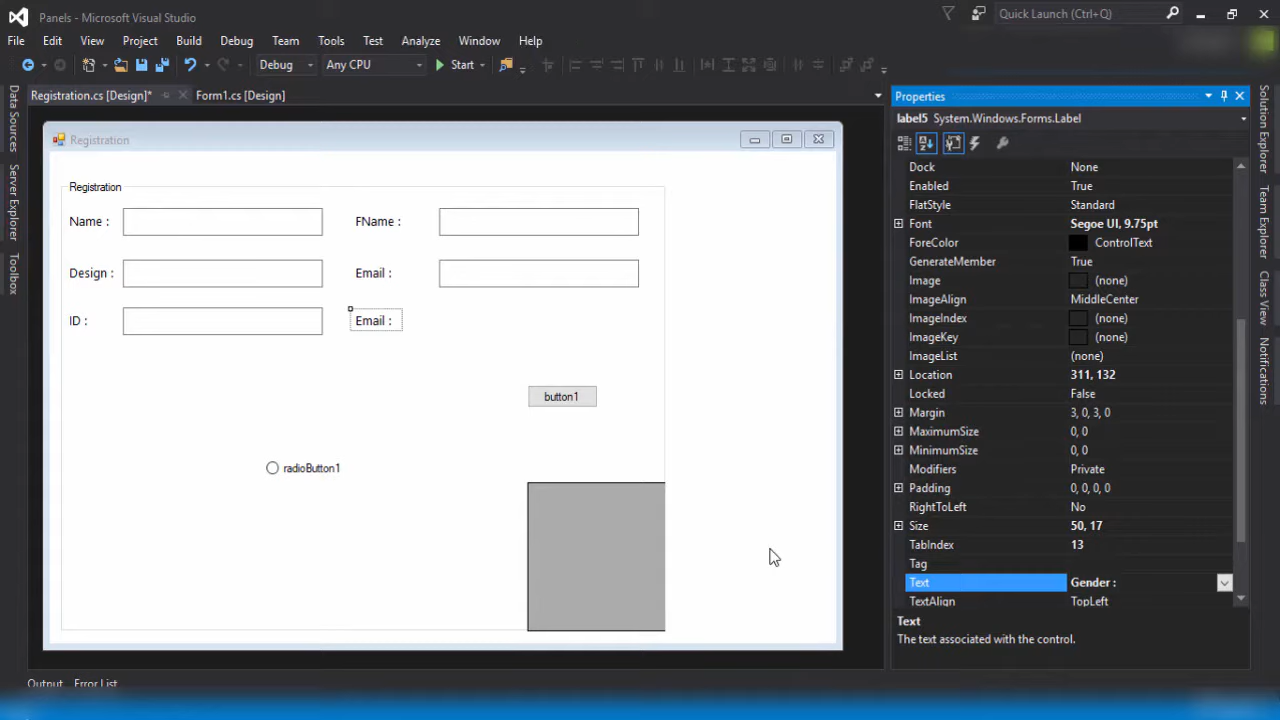 Panels - Microsoft Visual Studio
Quick Launch (Ctrl+Q)
File Edit View Project Build Debug Team Tools Test Analyze Window Help
Debug Any CPU Start
Data Sources
Server Explorer
Toolbox
Registration.cs [Design]* Form1.cs [Design]
Registration
Registration
Name : FName :
Design : Email :
ID : Email :
button1
radioButton1
Properties
label5 System.Windows.Forms.Label
Dock None
Enabled True
FlatStyle Standard
Font Segoe UI, 9.75pt
ForeColor ControlText
GenerateMember True
Image (none)
ImageAlign MiddleCenter
ImageIndex (none)
ImageKey (none)
ImageList (none)
Location 311, 132
Locked False
Margin 3, 0, 3, 0
MaximumSize 0, 0
MinimumSize 0, 0
Modifiers Private
Padding 0, 0, 0, 0
RightToLeft No
Size 50, 17
TabIndex 13
Tag
Text Gender :
TextAlign TopLeft
Text
The text associated with the control.
Solution Explorer
Team Explorer
Class View
Notifications
Output Error List